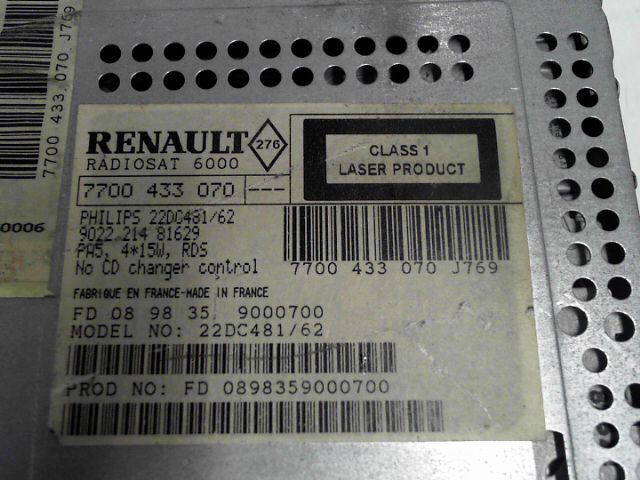 7700 433 070 J769
0006
RENAULT 276
RADIOSAT 6000
7700 433 070 ---
CLASS 1
LASER PRODUCT
PHILIPS 22DC481/62
9022 214 81629
PA5, 4*15W, RDS
No CD changer control
7700 433 070 J769
FABRIQUE EN FRANCE-MADE IN FRANCE
FD 08 98 35 9000700
MODEL NO: 22DC481/62
PROD NO: FD 0898359000700